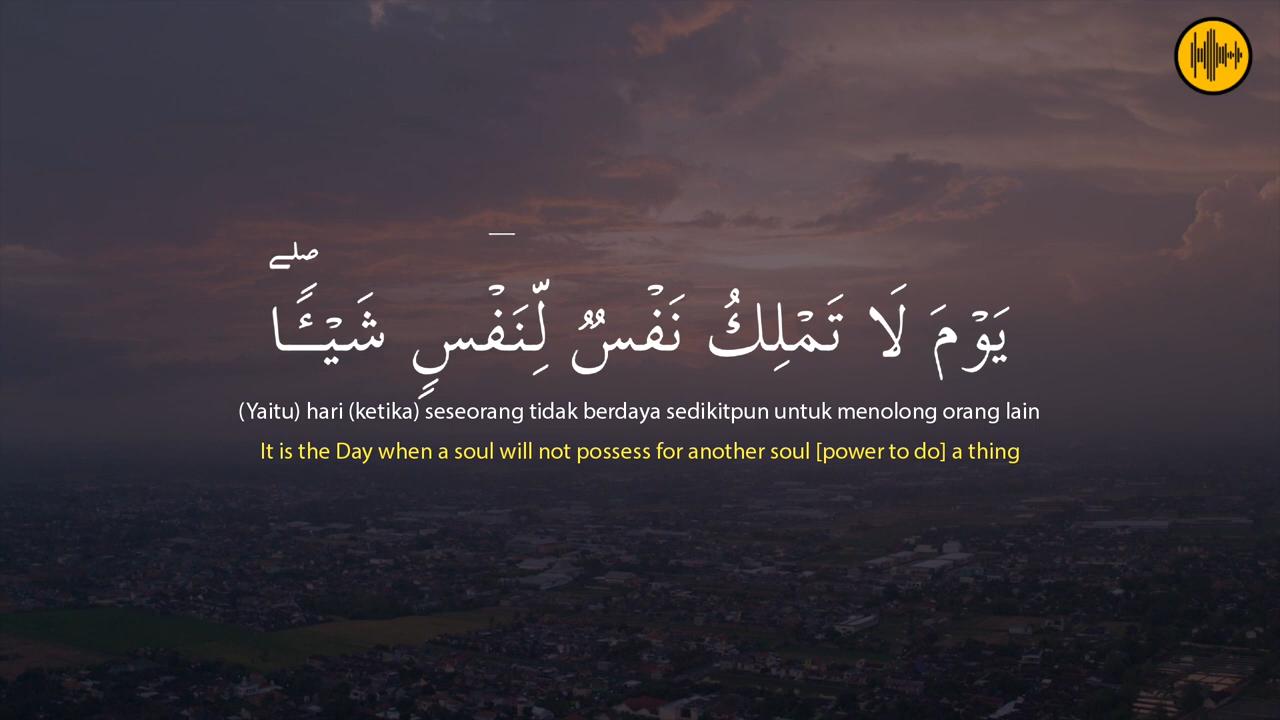 يَوْمَ لَا تَمْلِكُ نَفْسٌ لِّنَفْسٍ شَيْـًٔا ۖ
(Yaitu) hari (ketika) seseorang tidak berdaya sedikitpun untuk menolong orang lain
It is the Day when a soul will not possess for another soul [power to do] a thing